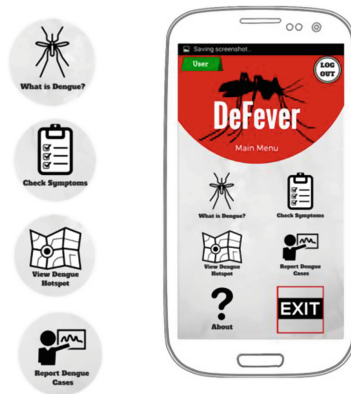 What is Dengue?
Check Symptoms
View Dengue
Hotspot
Report Dengue
Cases
Saving screenshot..
User
LOG
OUT
DeFever
Main Menu
What is Dengue?
Check Symptoms
View Dengue
Hotspot
Report Dengue
Cases
About
EXIT